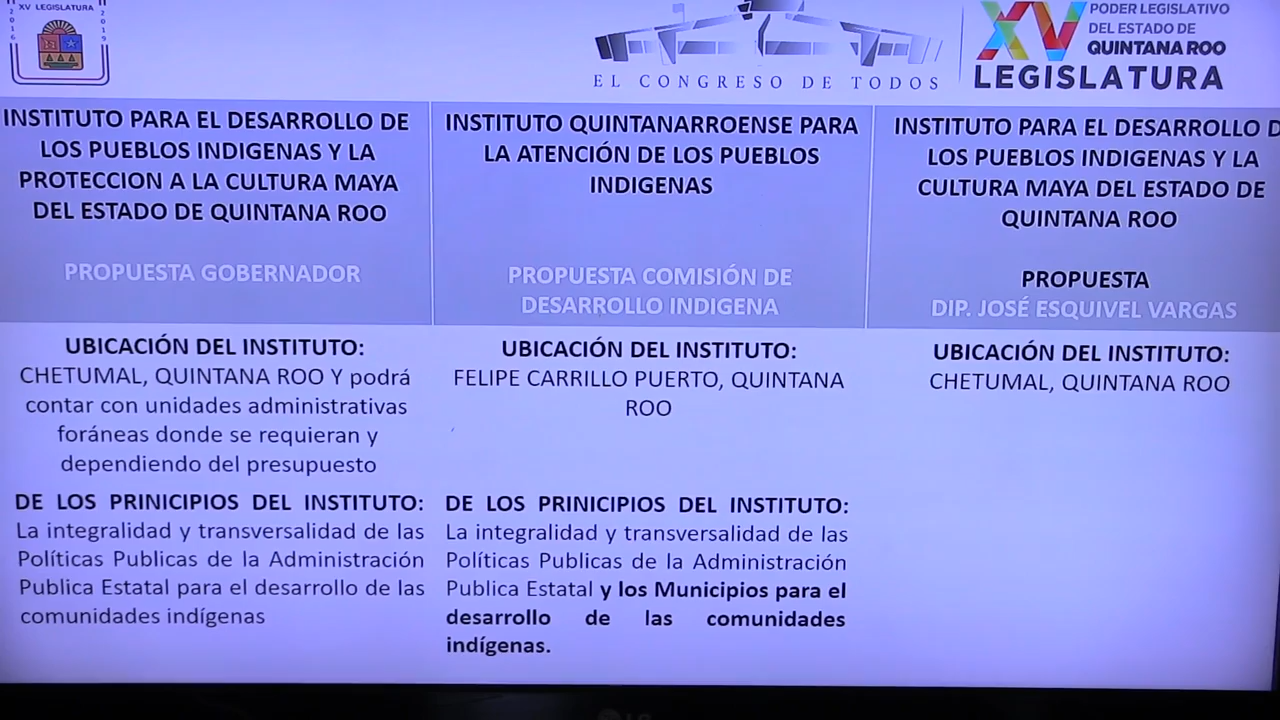 XV LEGISLATURA
2016
2019
EL CONGRESO DE TODOS
XV
PODER LEGISLATIVO
DEL ESTADO DE
QUINTANA ROO
LEGISLATURA
INSTITUTO PARA EL DESARROLLO DE
LOS PUEBLOS INDIGENAS Y LA
PROTECCION A LA CULTURA MAYA
DEL ESTADO DE QUINTANA ROO
PROPUESTA GOBERNADOR
INSTITUTO QUINTANARROENSE PARA
LA ATENCIÓN DE LOS PUEBLOS
INDIGENAS
PROPUESTA COMISIÓN DE
DESARROLLO INDIGENA
INSTITUTO PARA EL DESARROLLO D
LOS PUEBLOS INDIGENAS Y LA
CULTURA MAYA DEL ESTADO DE
QUINTANA ROO
PROPUESTA
DIP. JOSÉ ESQUIVEL VARGAS
UBICACIÓN DEL INSTITUTO:
CHETUMAL, QUINTANA ROO Y podrá
contar con unidades administrativas
foráneas donde se requieran y
dependiendo del presupuesto
UBICACIÓN DEL INSTITUTO:
FELIPE CARRILLO PUERTO, QUINTANA
ROO
UBICACIÓN DEL INSTITUTO:
CHETUMAL, QUINTANA ROO
DE LOS PRINICIPIOS DEL INSTITUTO:
La integralidad y transversalidad de las
Políticas Publicas de la Administración
Publica Estatal para el desarrollo de las
comunidades indígenas
DE LOS PRINICIPIOS DEL INSTITUTO:
La integralidad y transversalidad de las
Políticas Publicas de la Administración
Publica Estatal y los Municipios para el
desarrollo de las comunidades
indígenas.
LG